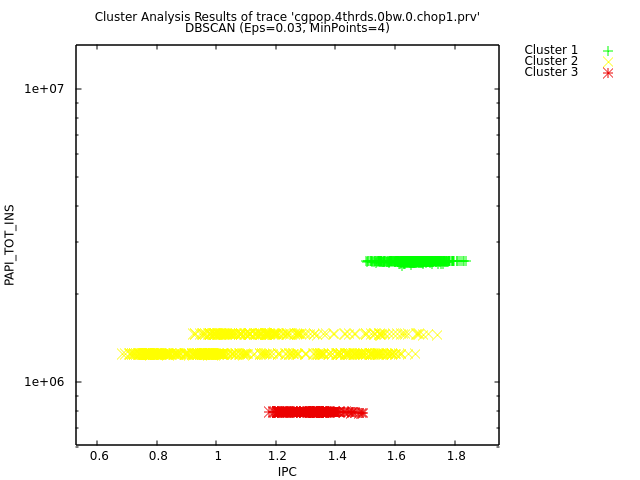 Cluster Analysis Results of trace 'cgpop.4thrds.0bw.0.chop1.prv'
DBSCAN (Eps=0.03, MinPoints=4)
Cluster 1
Cluster 2
Cluster 3
1e+07
1e+06
PAPI_TOT_INS
0.6 0.8 1 1.2 1.4 1.6 1.8
IPC